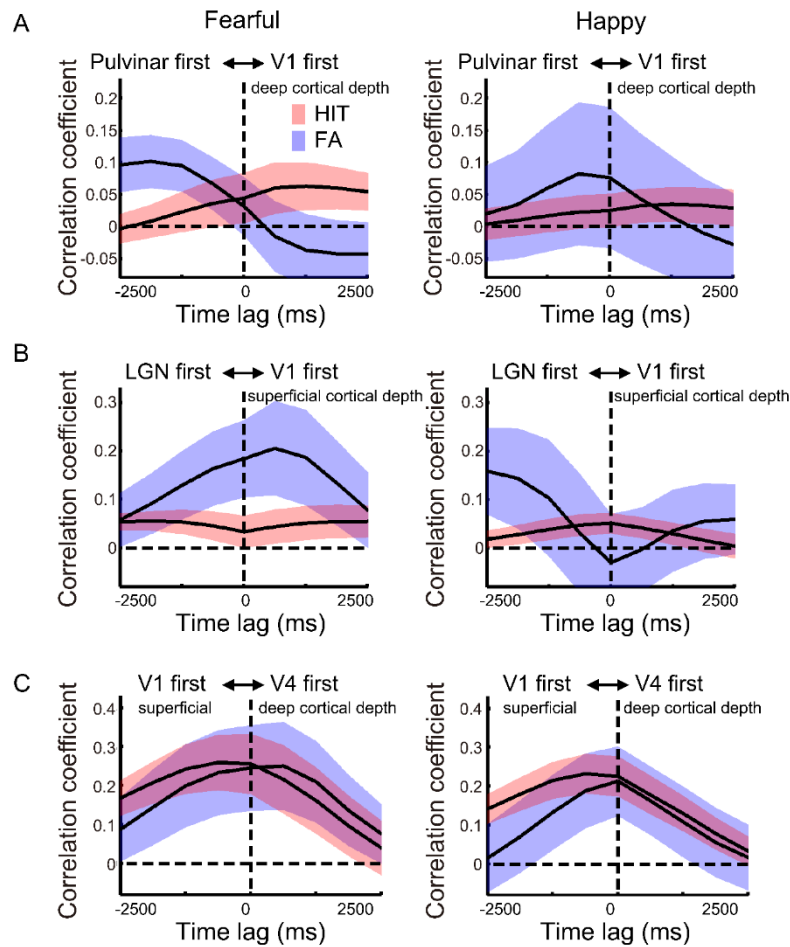 Fearful
Happy
A
Pulvinar first ↔ V1 first
deep cortical depth
HIT
FA
Correlation coefficient
0.2
0.15
0.1
0.05
0
-0.05
-2500
0
2500
Time lag (ms)
Pulvinar first ↔ V1 first
deep cortical depth
Correlation coefficient
0.2
0.15
0.1
0.05
0
-0.05
-2500
0
2500
Time lag (ms)
B
LGN first ↔ V1 first
superficial cortical depth
Correlation coefficient
0.3
0.2
0.1
0
-2500
0
2500
Time lag (ms)
LGN first ↔ V1 first
superficial cortical depth
Correlation coefficient
0.3
0.2
0.1
0
-2500
0
2500
Time lag (ms)
C
V1 first ↔ V4 first
superficial deep cortical depth
Correlation coefficient
0.4
0.3
0.2
0.1
0
-2500
0
2500
Time lag (ms)
V1 first ↔ V4 first
superficial deep cortical depth
Correlation coefficient
0.4
0.3
0.2
0.1
0
-2500
0
2500
Time lag (ms)